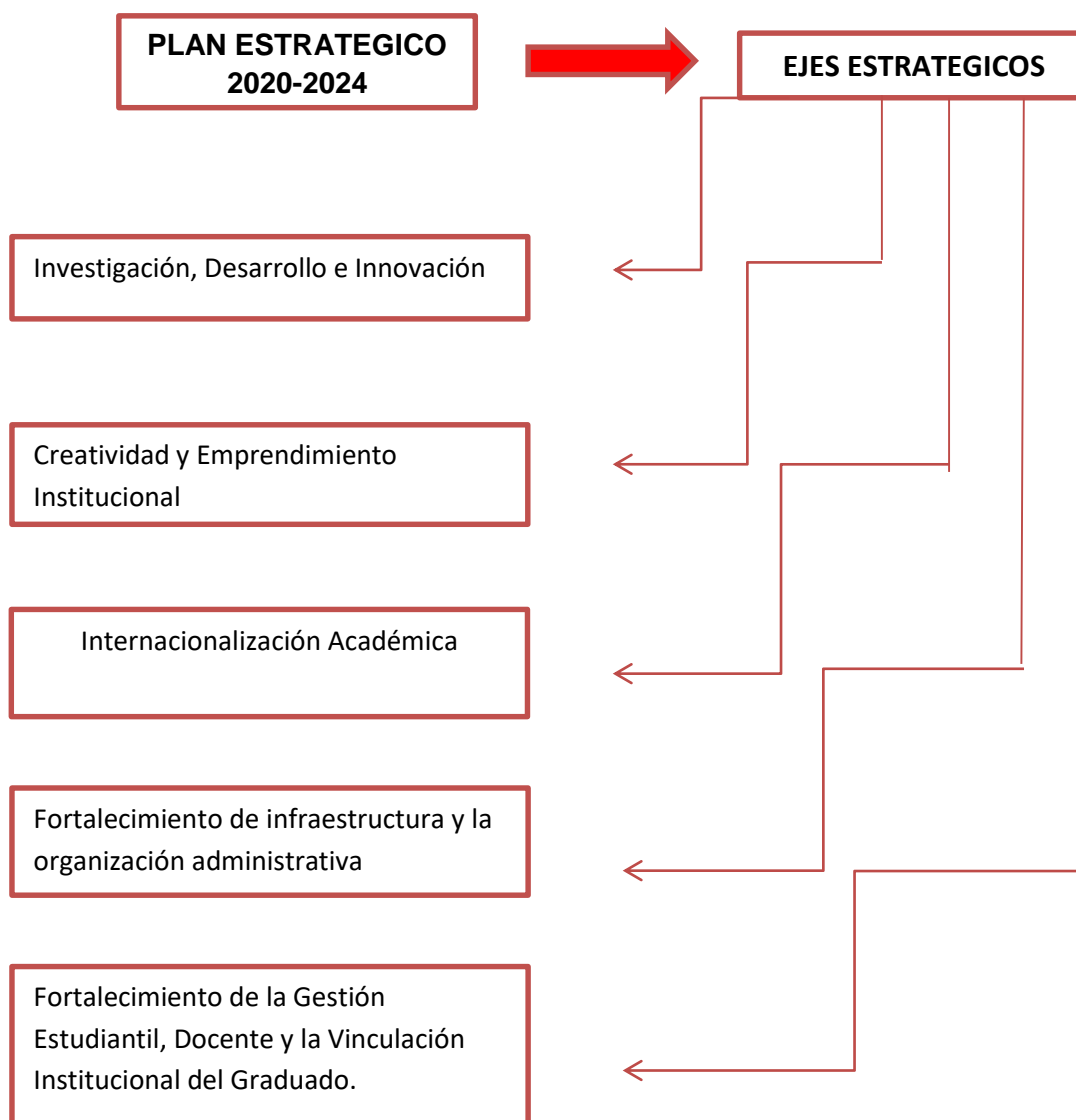 PLAN ESTRATEGICO
2020-2024
EJES ESTRATEGICOS
Investigación, Desarrollo e Innovación
Creatividad y Emprendimiento
Institucional
Internacionalización Académica
Fortalecimiento de infraestructura y la
organización administrativa
Fortalecimiento de la Gestión
Estudiantil, Docente y la Vinculación
Institucional del Graduado.